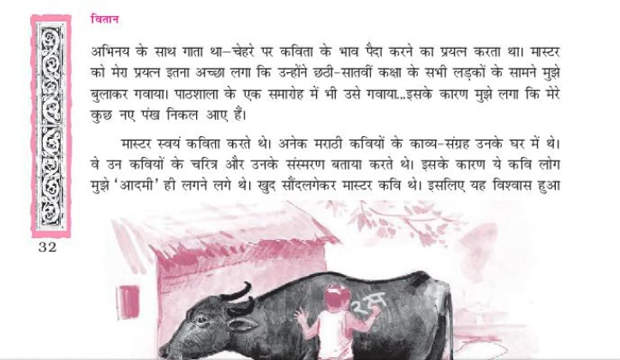 वितान
अभिनय के साथ गाता था–चेहरे पर कविता के भाव पैदा करने का प्रयत्न करता था। मास्टर
को मेरा प्रयत्न इतना अच्छा लगा कि उन्होंने छठी-सातवीं कक्षा के सभी लड़कों के सामने मुझे
बुलाकर गवाया। पाठशाला के एक समारोह में भी उसे गवाया...इसके कारण मुझे लगा कि मेरे
कुछ नए पंख निकल आए हैं।
मास्टर स्वयं कविता करते थे। अनेक मराठी कवियों के काव्य-संग्रह उनके घर में थे।
वे उन कवियों के चरित्र और उनके संस्मरण बताया करते थे। इसके कारण ये कवि लोग
मुझे ‘आदमी’ ही लगने लगे थे। खुद सौंदलगेकर मास्टर कवि थे। इसलिए यह विश्वास हुआ
32